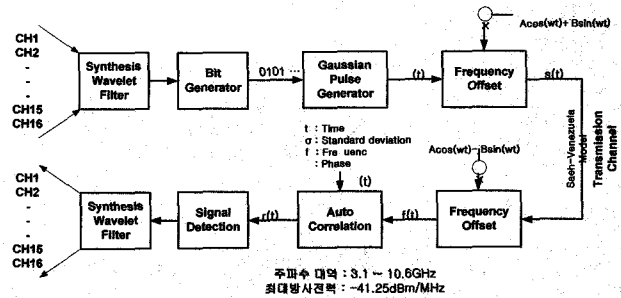 CH1
CH2
-
-
-
CH15
CH16
Synthesis
Wavelet
Filter
Bit
Generator
0101 ...
Gaussian
Pulse
Generator
(t)
Frequency
Offset
Acos(wt)+Bsin(wt)
s(t)
Saeh-Venezuela
Model
Transmission
Channel
t : Time
σ : Standard deviation
f : Fre uenc
: Phase
(t)
Acos(wt)-jBsin(wt)
CH1
CH2
-
-
-
CH15
CH16
Synthesis
Wavelet
Filter
Signal
Detection
r(t)
Auto
Correlation
f(t)
Frequency
Offset
주파수 대역 : 3.1 ~ 10.6GHz
최대방사전력 : -41.25dBm/MHz